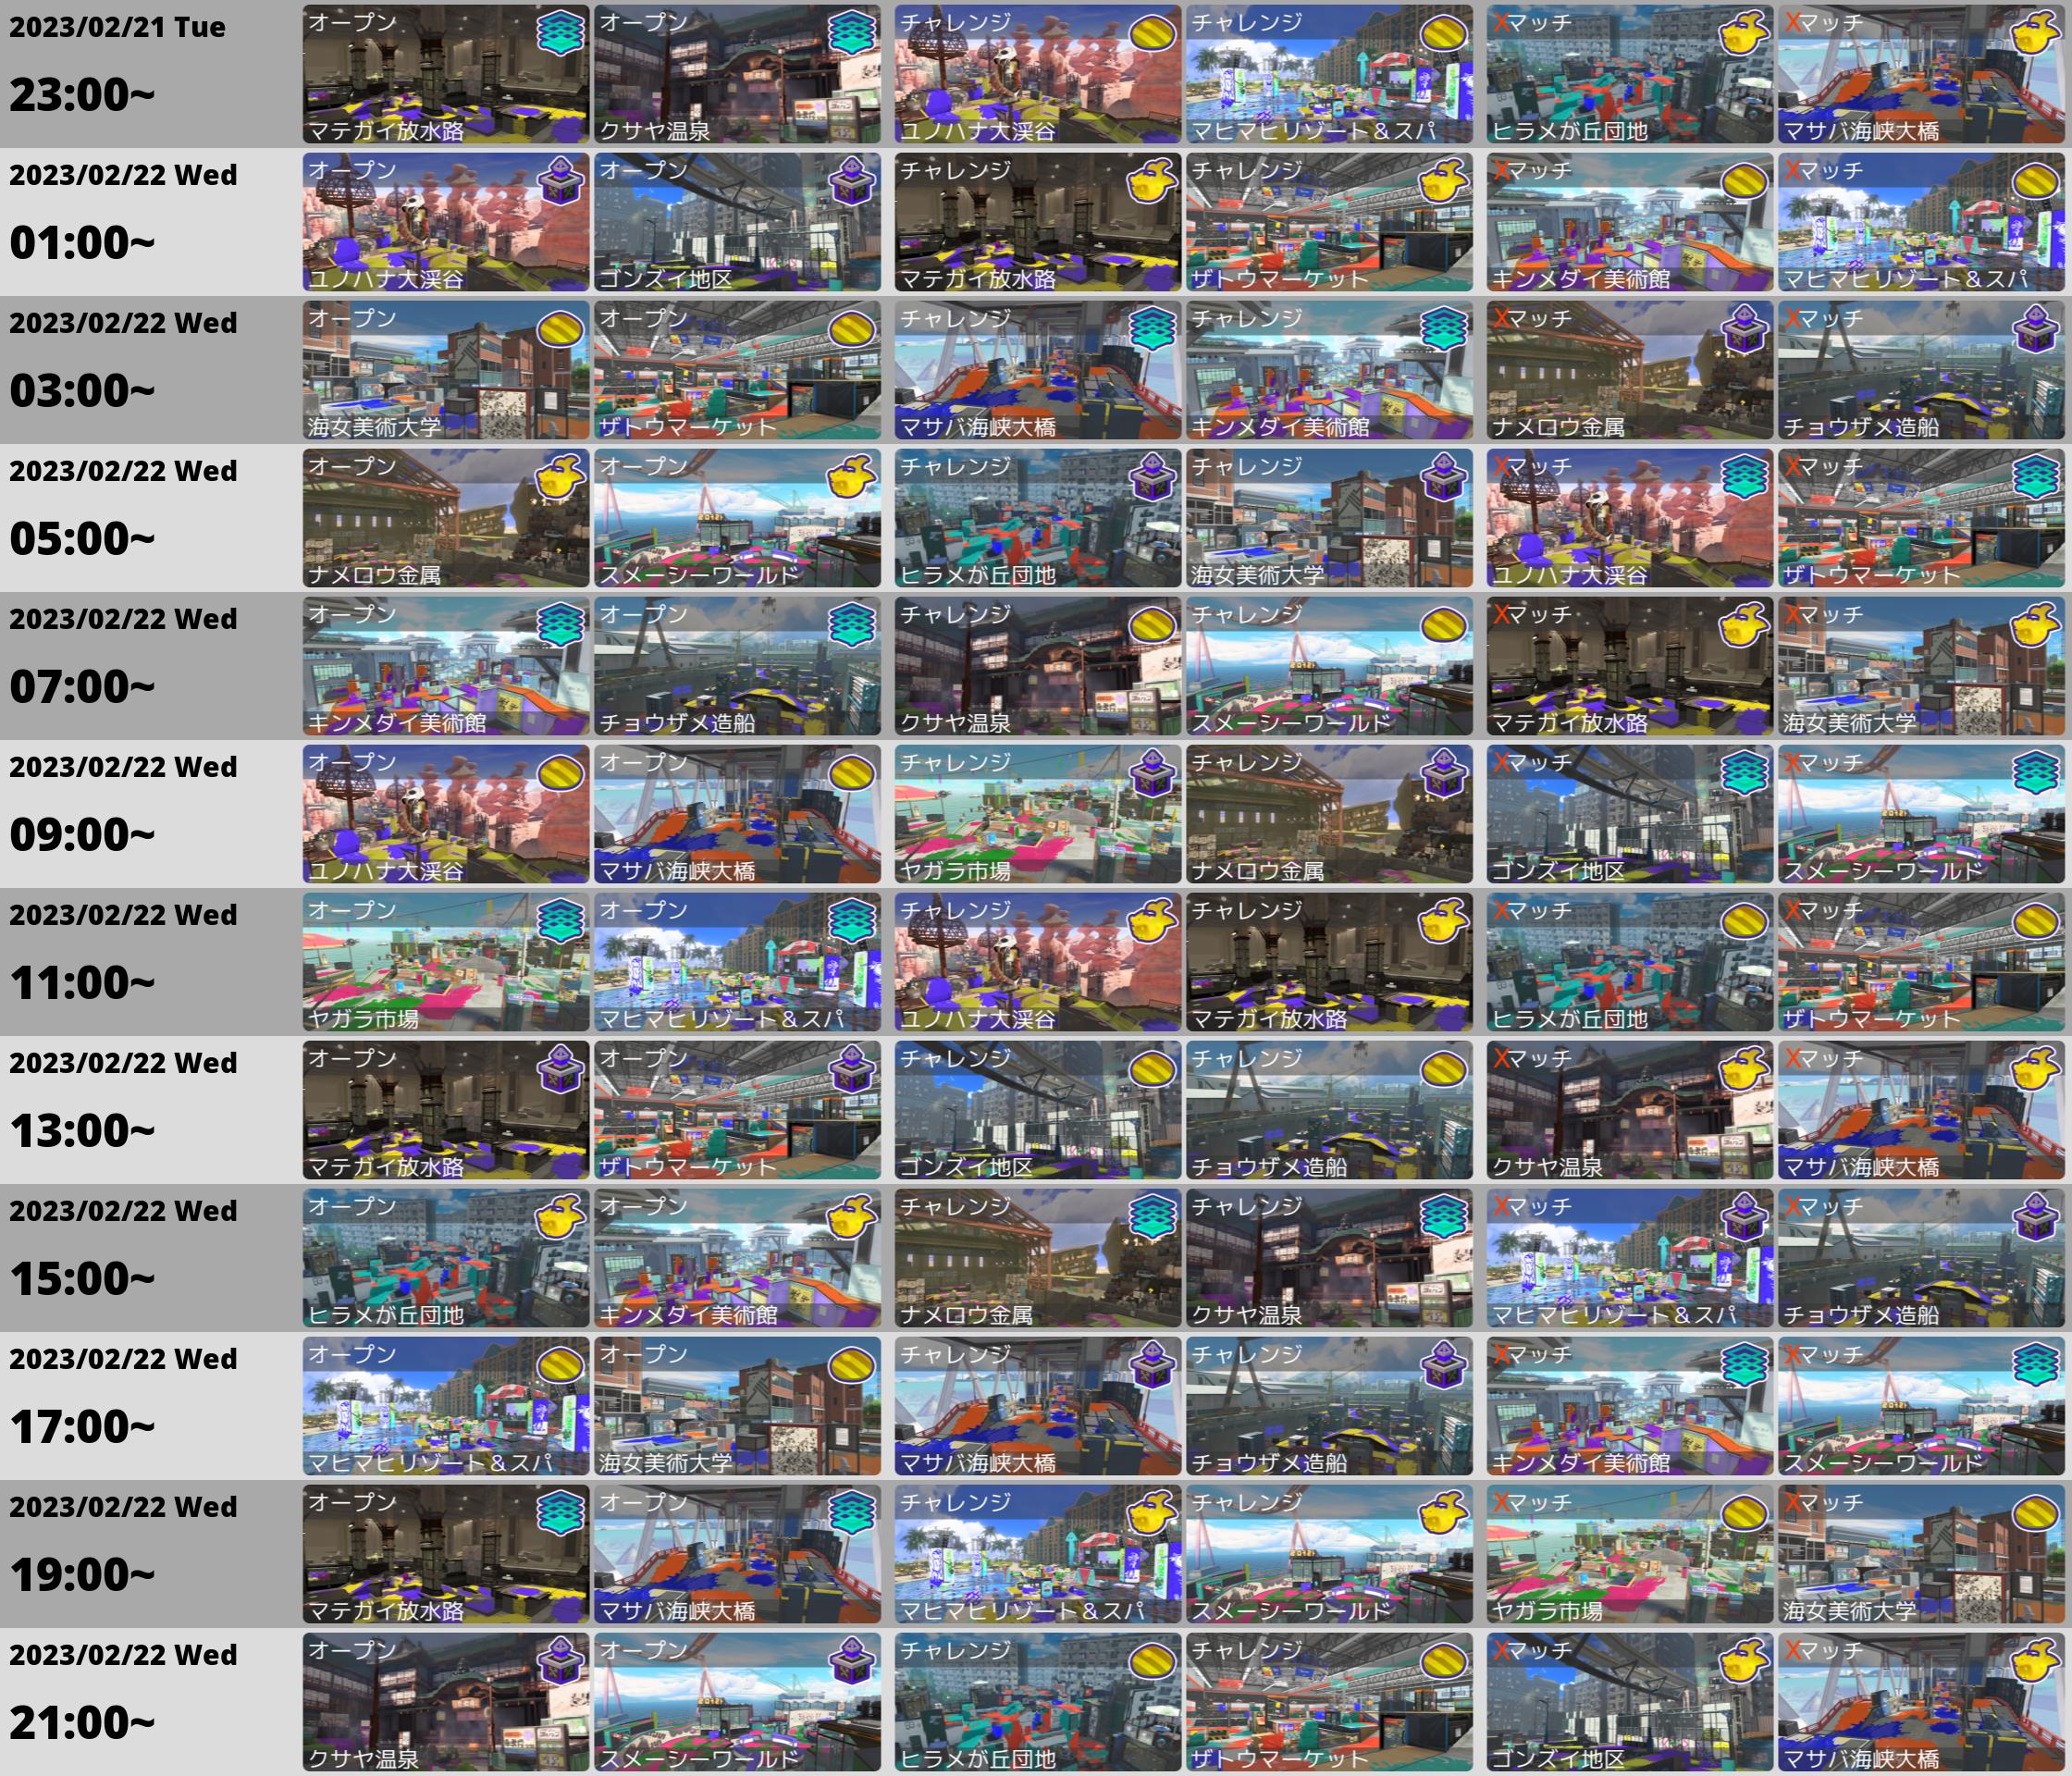 2023/02/21 Tue
23:00~
オープン オープン チャレンジ チャレンジ Xマッチ Xマッチ
マテガイ放水路 クサヤ温泉 ユノハナ大渓谷 マヒマヒリゾート＆スパ ヒラメが丘団地 マサバ海峡大橋
2023/02/22 Wed
01:00~
オープン オープン チャレンジ チャレンジ Xマッチ Xマッチ
ユノハナ大渓谷 ゴンズイ地区 マテガイ放水路 ザトウマーケット キンメダイ美術館 マヒマヒリゾート＆スパ
2023/02/22 Wed
03:00~
オープン オープン チャレンジ チャレンジ Xマッチ Xマッチ
海女美術大学 ザトウマーケット マサバ海峡大橋 キンメダイ美術館 ナメロウ金属 チョウザメ造船
2023/02/22 Wed
05:00~
オープン オープン チャレンジ チャレンジ Xマッチ Xマッチ
ナメロウ金属 スメーシーワールド ヒラメが丘団地 海女美術大学 ユノハナ大渓谷 ザトウマーケット
2023/02/22 Wed
07:00~
オープン オープン チャレンジ チャレンジ Xマッチ Xマッチ
キンメダイ美術館 チョウザメ造船 クサヤ温泉 スメーシーワールド マテガイ放水路 海女美術大学
2023/02/22 Wed
09:00~
オープン オープン チャレンジ チャレンジ Xマッチ Xマッチ
ユノハナ大渓谷 マサバ海峡大橋 ヤガラ市場 ナメロウ金属 ゴンズイ地区 スメーシーワールド
2023/02/22 Wed
11:00~
オープン オープン チャレンジ チャレンジ Xマッチ Xマッチ
ヤガラ市場 マヒマヒリゾート＆スパ ユノハナ大渓谷 マテガイ放水路 ヒラメが丘団地 ザトウマーケット
2023/02/22 Wed
13:00~
オープン オープン チャレンジ チャレンジ Xマッチ Xマッチ
マテガイ放水路 ザトウマーケット ゴンズイ地区 チョウザメ造船 クサヤ温泉 マサバ海峡大橋
2023/02/22 Wed
15:00~
オープン オープン チャレンジ チャレンジ Xマッチ Xマッチ
ヒラメが丘団地 キンメダイ美術館 ナメロウ金属 クサヤ温泉 マヒマヒリゾート＆スパ チョウザメ造船
2023/02/22 Wed
17:00~
オープン オープン チャレンジ チャレンジ Xマッチ Xマッチ
マヒマヒリゾート＆スパ 海女美術大学 マサバ海峡大橋 チョウザメ造船 キンメダイ美術館 スメーシーワールド
2023/02/22 Wed
19:00~
オープン オープン チャレンジ チャレンジ Xマッチ Xマッチ
マテガイ放水路 マサバ海峡大橋 マヒマヒリゾート＆スパ スメーシーワールド ヤガラ市場 海女美術大学
2023/02/22 Wed
21:00~
オープン オープン チャレンジ チャレンジ Xマッチ Xマッチ
クサヤ温泉 スメーシーワールド ヒラメが丘団地 ザトウマーケット ゴンズイ地区 マサバ海峡大橋